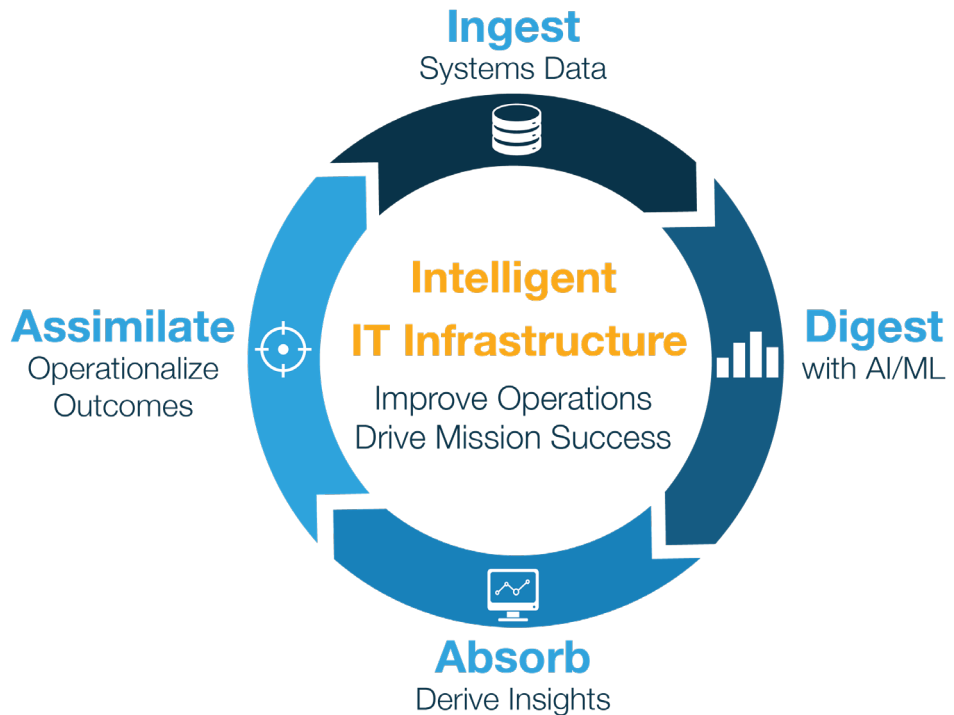 Ingest
Systems Data
Assimilate
Operationalize
Outcomes
Intelligent
IT Infrastructure
Improve Operations
Drive Mission Success
Digest
with AI/ML
Absorb
Derive Insights